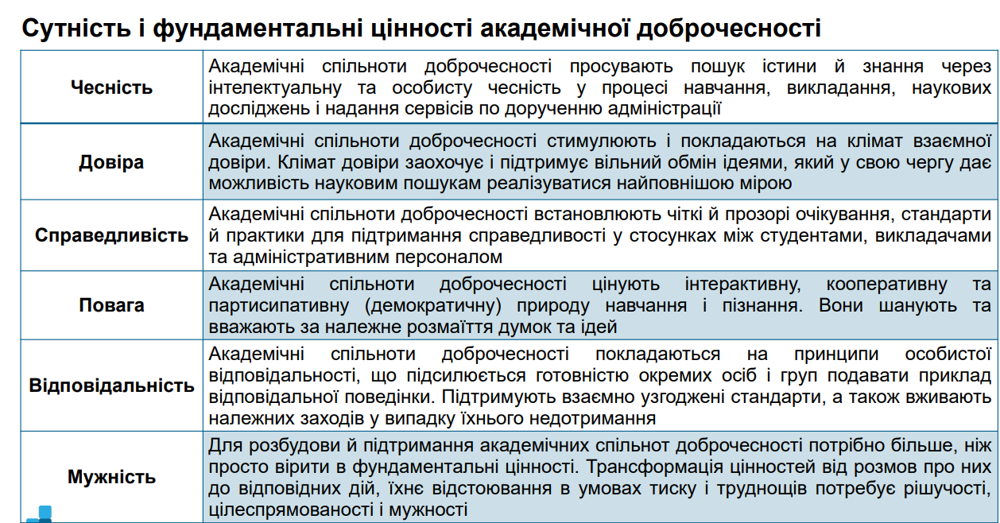 Сутність і фундаментальні цінності академічної доброчесності
Чесність
Академічні спільноти доброчесності просувають пошук істини й знання через
інтелектуальну та особисту чесність у процесі навчання, викладання, наукових
досліджень і надання сервісів по дорученню адміністрації
Довіра
Академічні спільноти доброчесності стимулюють і покладаються на клімат взаємної
довіри. Клімат довіри заохочує і підтримує вільний обмін ідеями, який у свою чергу дає
можливість науковим пошукам реалізуватися найповнішою мірою
Справедливість
Академічні спільноти доброчесності встановлюють чіткі й прозорі очікування, стандарти
й практики для підтримання справедливості у стосунках між студентами, викладачами
та адміністративним персоналом
Повага
Академічні спільноти доброчесності цінують інтерактивну, кооперативну та
партисипативну (демократичну) природу навчання і пізнання. Вони шанують та
вважають за належне розмаїття думок та ідей
Відповідальність
Академічні спільноти доброчесності покладаються на принципи особистої
відповідальності, що підсилюється готовністю окремих осіб і груп подавати приклад
відповідальної поведінки. Підтримують взаємно узгоджені стандарти, а також вживають
належних заходів у випадку їхнього недотримання
Мужність
Для розбудови й підтримання академічних спільнот доброчесності потрібно більше, ніж
просто вірити в фундаментальні цінності. Трансформація цінностей від розмов про них
до відповідних дій, їхнє відстоювання в умовах тиску і труднощів потребує рішучості,
цілеспрямованості і мужності